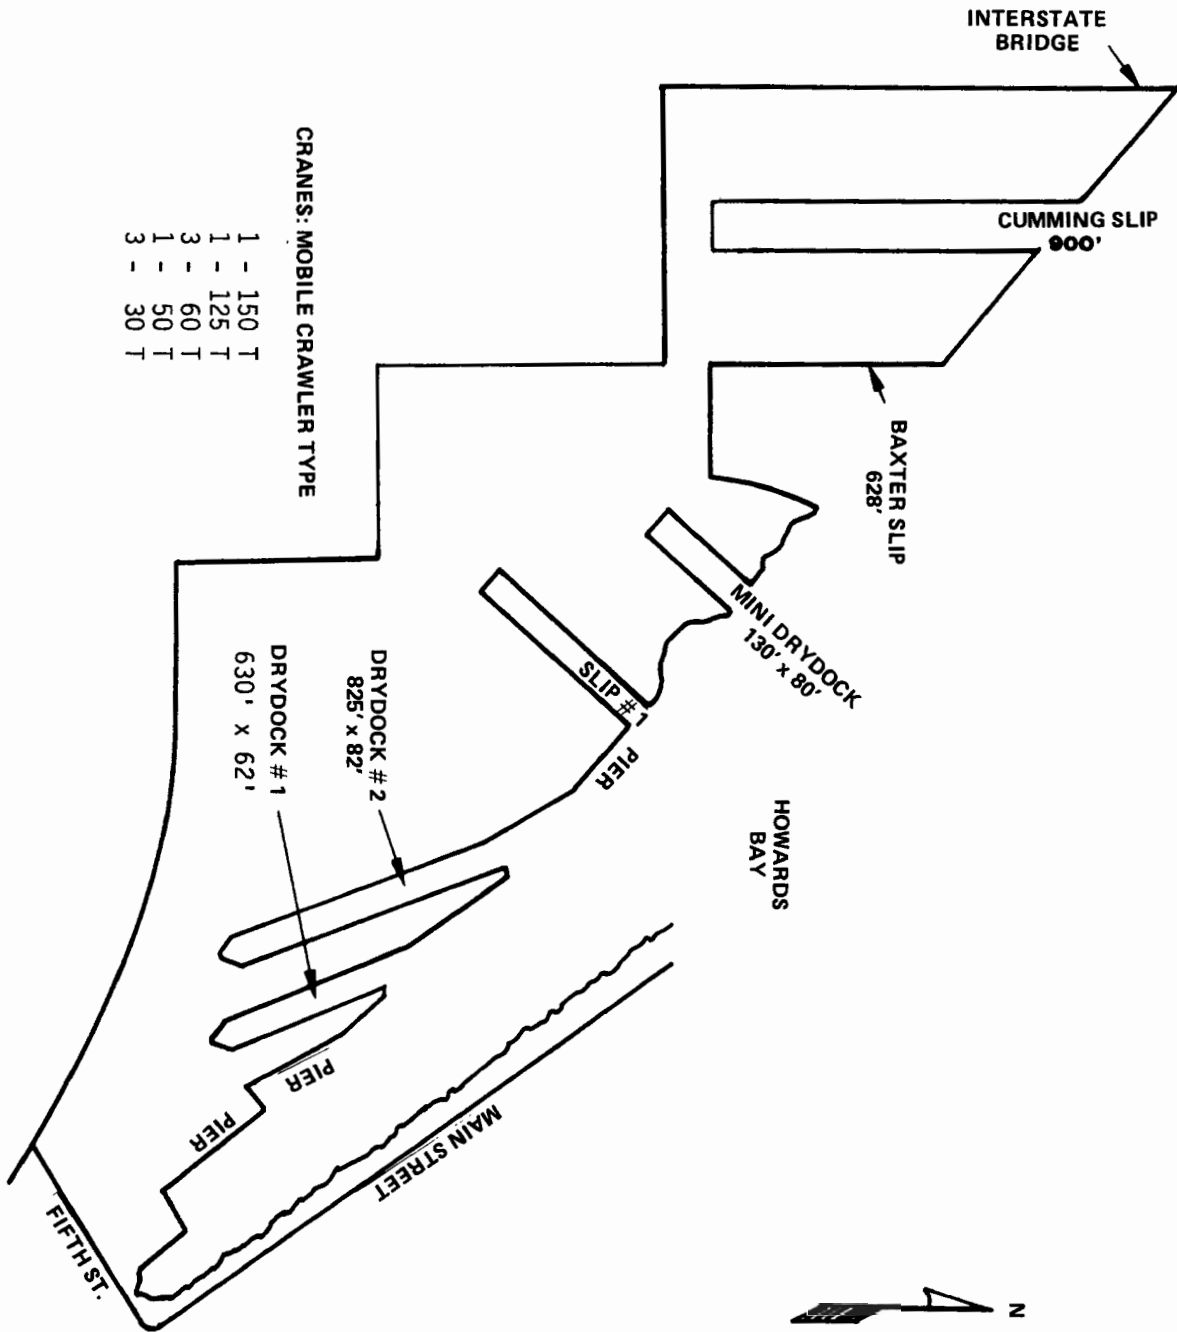 INTERSTATE
BRIDGE
CUMMING SLIP
900'
BAXTER SLIP
628'
MINI DRYDOCK
130' x 80'
SLIP #1
PIER
HOWARDS
BAY
CRANES: MOBILE CRAWLER TYPE
1 - 150 T
1 - 125 T
3 - 60 T
1 - 50 T
3 - 30 T
DRYDOCK #2
825' x 82'
DRYDOCK #1
630' x 62'
PIER
PIER
MAIN STREET
FIFTH ST.
N